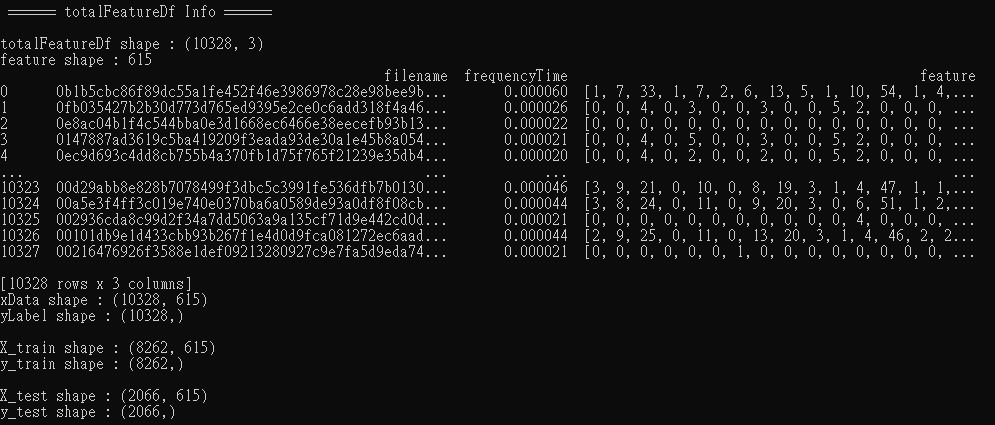 ====== totalFeatureDf Info ======
totalFeatureDf shape : (10328, 3)
feature shape : 615
filename frequencyTime feature
0 0b1b5cbc86f89dc55a1fe452f46e3986978c28e98bee9b... 0.000060 [1, 7, 33, 1, 7, 2, 6, 13, 5, 1, 10, 54, 1, 4,...
1 0fb035427b2b30d773d765ed9395e2ce0c6add318f4a46... 0.000026 [0, 0, 4, 0, 3, 0, 0, 3, 0, 0, 5, 2, 0, 0, 0, ...
2 0e8ac04b1f4c544bba0e3d1668ec6466e38eecefb93b13... 0.000022 [0, 0, 0, 0, 0, 0, 0, 0, 0, 0, 0, 0, 0, 0, 0, ...
3 0147887ad3619c5ba419209f3eada93de30a1e45b8a054... 0.000021 [0, 0, 4, 0, 5, 0, 0, 3, 0, 0, 5, 2, 0, 0, 0, ...
4 0ec9d693c4dd8cb755b4a370fb1d75f765f21239e35db4... 0.000020 [0, 0, 4, 0, 2, 0, 0, 2, 0, 0, 5, 2, 0, 0, 0, ...
... ... ... ...
10323 00d29abb8e828b7078499f3dbc5c3991fe536dfb7b0130... 0.000046 [3, 9, 21, 0, 10, 0, 8, 19, 3, 1, 4, 47, 1, 1,...
10324 00a5e3f4ff3c019e740e0370ba6a0589de93a0df8f08cb... 0.000044 [3, 8, 24, 0, 11, 0, 9, 20, 3, 0, 6, 51, 1, 2,...
10325 002936cda8c99d2f34a7dd5063a9a135cf71d9e442cd0d... 0.000021 [0, 0, 0, 0, 0, 0, 0, 0, 0, 0, 4, 0, 0, 0, 0, ...
10326 00101db9e1d433cbb93b267f1e4d0d9fca081272ec6aad... 0.000044 [2, 9, 25, 0, 11, 0, 13, 20, 3, 1, 4, 46, 2, 2...
10327 00216476926f3588e1def09213280927c9e7fa5d9eda74... 0.000021 [0, 0, 0, 0, 0, 0, 1, 0, 0, 0, 0, 0, 0, 0, 0, ...
[10328 rows x 3 columns]
xData shape : (10328, 615)
yLabel shape : (10328,)
X_train shape : (8262, 615)
y_train shape : (8262,)
X_test shape : (2066, 615)
y_test shape : (2066,)